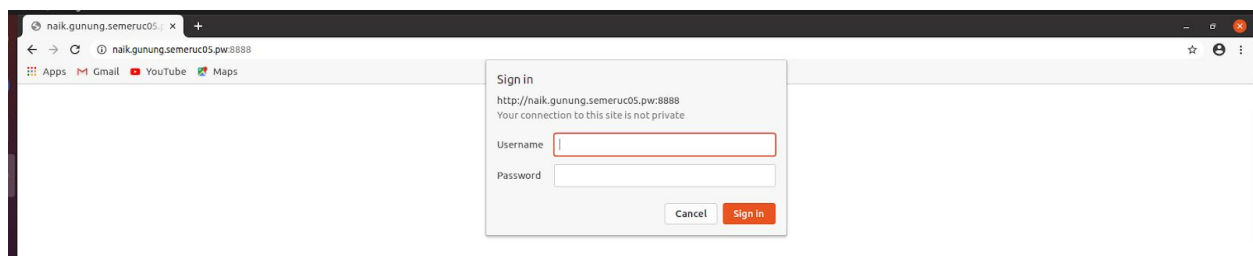 naik.gunung.semeruc05.p
naik.gunung.semeruc05.pw:8888
Apps Gmail YouTube Maps
Sign in
http://naik.gunung.semeruc05.pw:8888
Your connection to this site is not private
Username
Password
Cancel Sign in